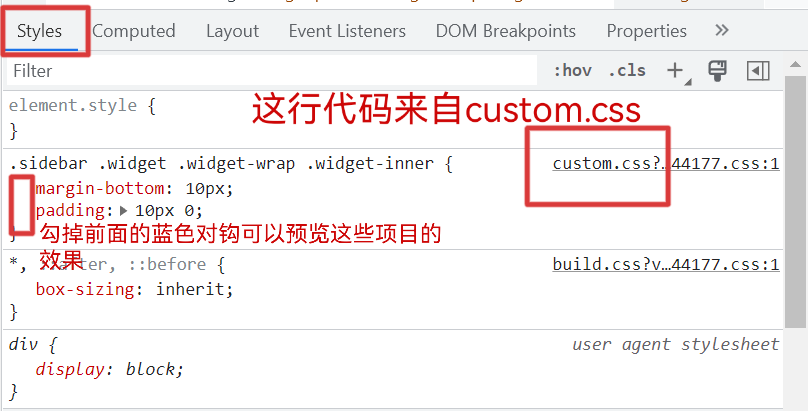 Styles Computed Layout Event Listeners DOM Breakpoints Properties »
Filter :hov .cls +
element.style {
}
这行代码来自custom.css
.sidebar .widget .widget-wrap .widget-inner { custom.css?…44177.css:1
margin-bottom: 10px;
padding: 10px 0;
}
勾掉前面的蓝色对钩可以预览这些项目的
效果
*, ::before { build.css?v…44177.css:1
box-sizing: inherit;
}
div { user agent stylesheet
display: block;
}